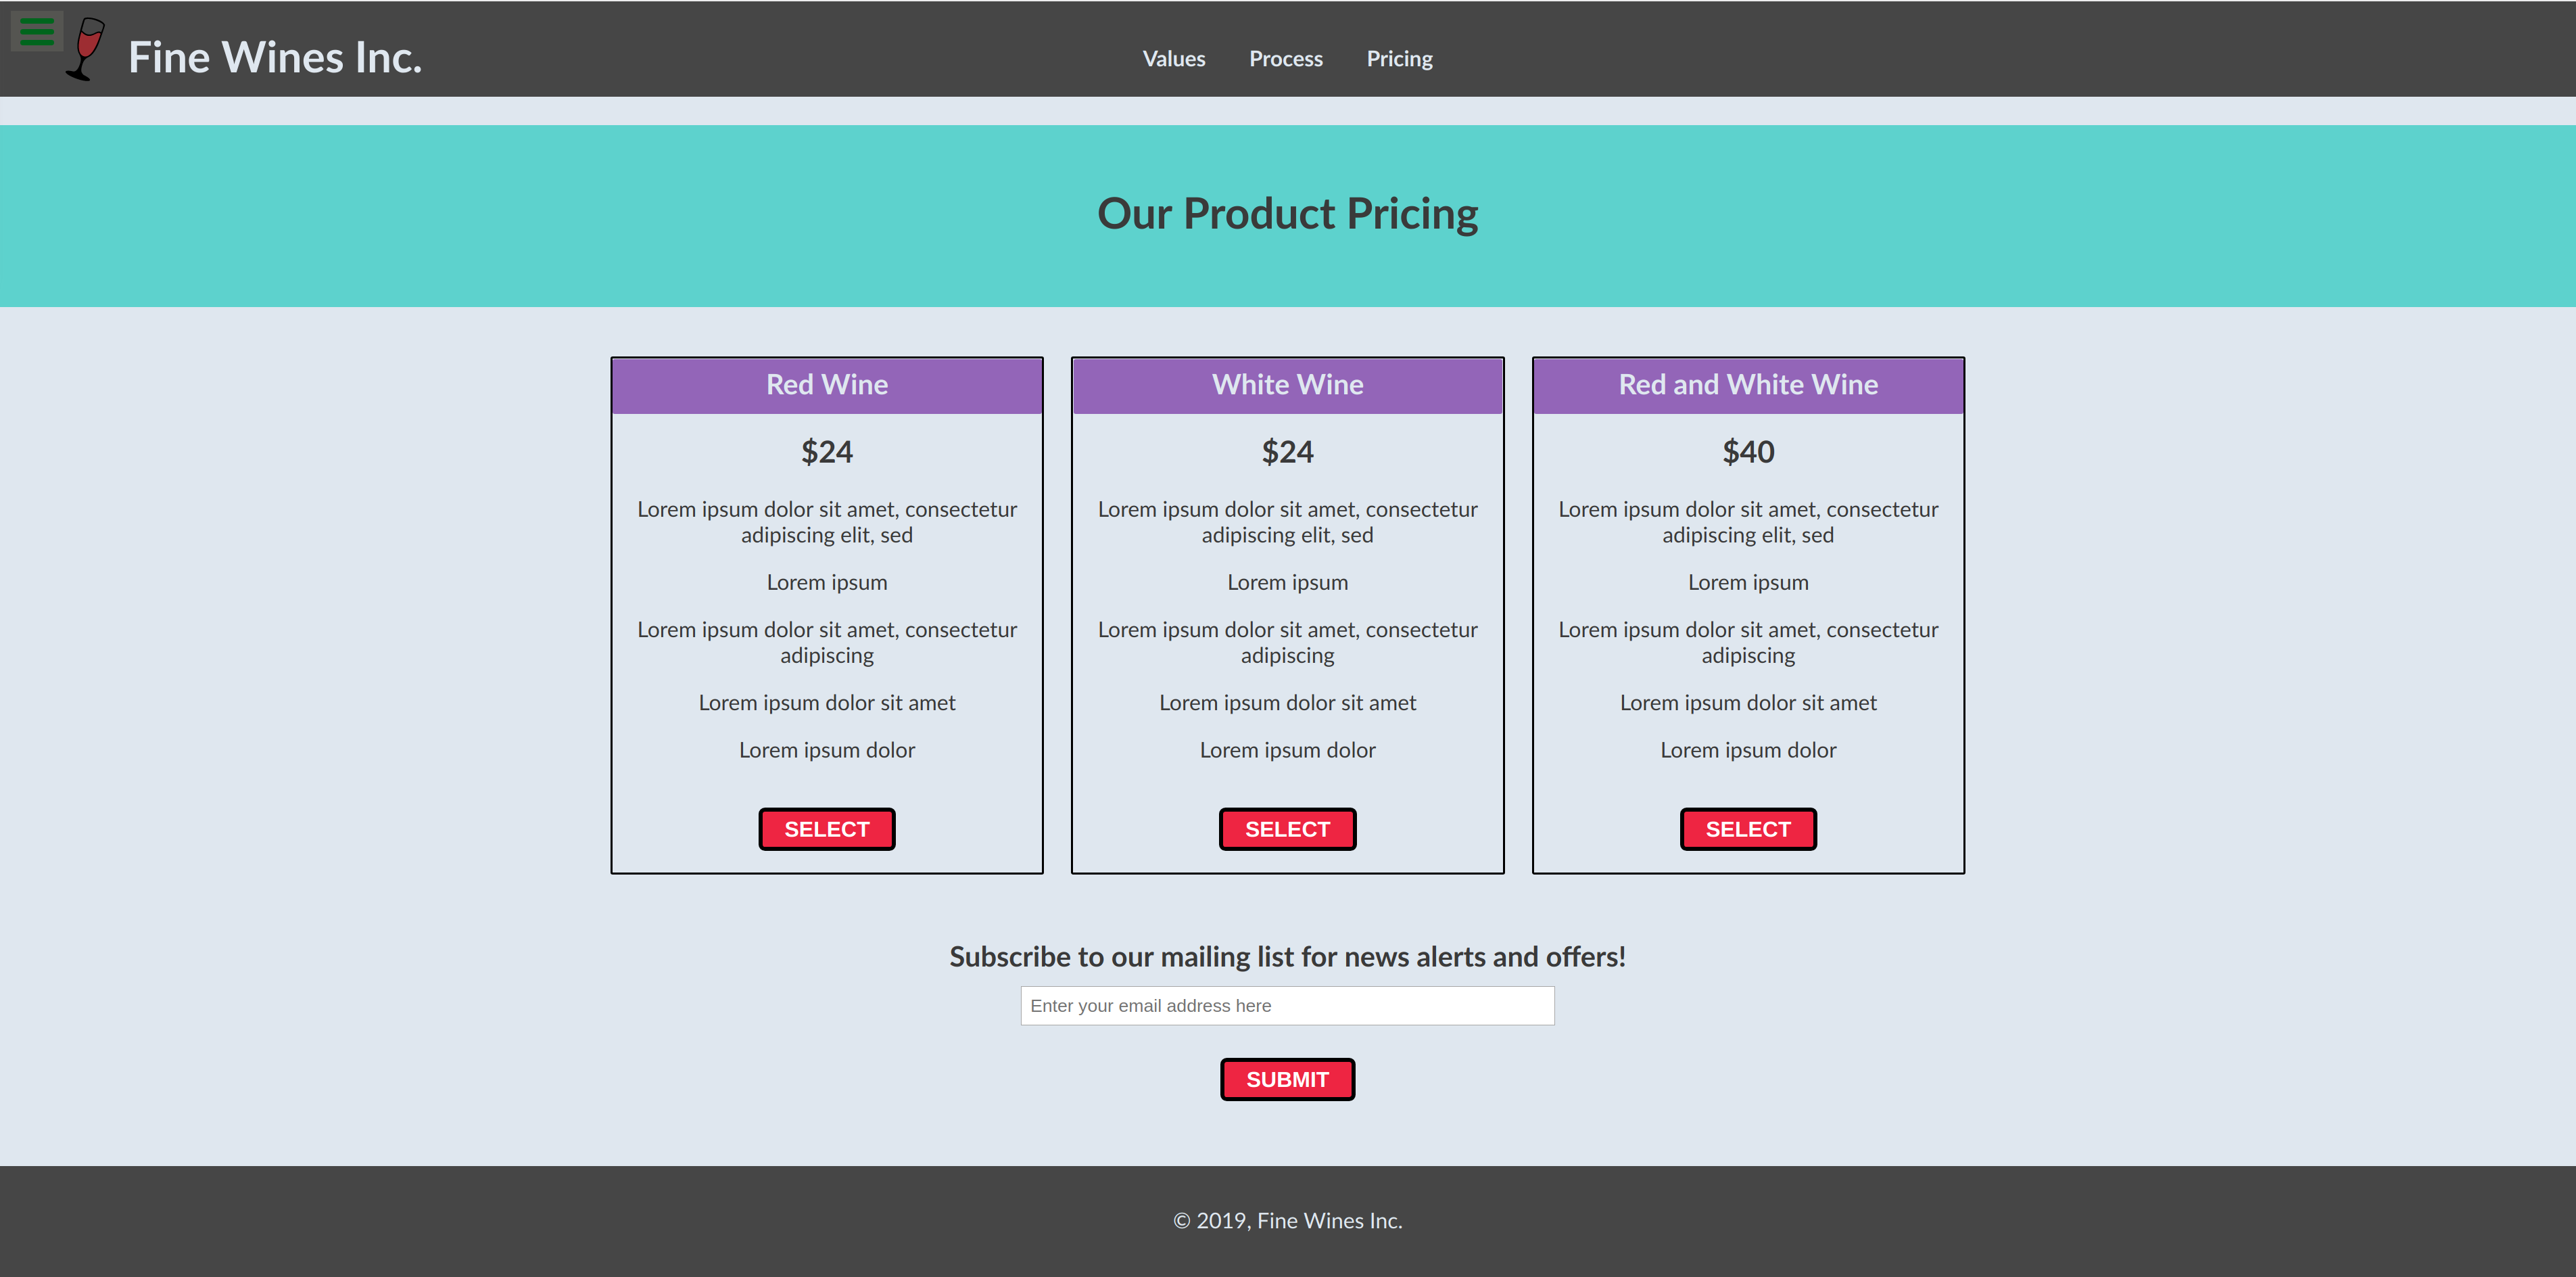 Fine Wines Inc.
Values
Process
Pricing
Our Product Pricing
Red Wine
$24
Lorem ipsum dolor sit amet, consectetur
adipiscing elit, sed
Lorem ipsum
Lorem ipsum dolor sit amet, consectetur
adipiscing
Lorem ipsum dolor sit amet
Lorem ipsum dolor
SELECT
White Wine
$24
Lorem ipsum dolor sit amet, consectetur
adipiscing elit, sed
Lorem ipsum
Lorem ipsum dolor sit amet, consectetur
adipiscing
Lorem ipsum dolor sit amet
Lorem ipsum dolor
SELECT
Red and White Wine
$40
Lorem ipsum dolor sit amet, consectetur
adipiscing elit, sed
Lorem ipsum
Lorem ipsum dolor sit amet, consectetur
adipiscing
Lorem ipsum dolor sit amet
Lorem ipsum dolor
SELECT
Subscribe to our mailing list for news alerts and offers!
Enter your email address here
SUBMIT
© 2019, Fine Wines Inc.